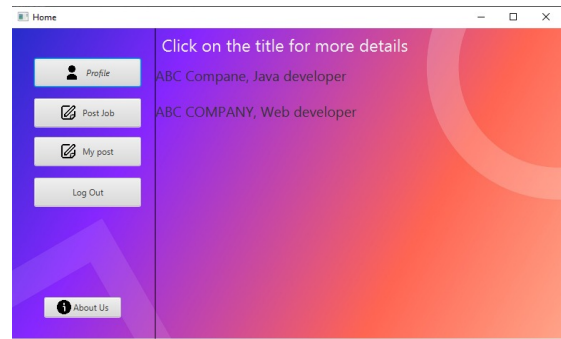 Home
Click on the title for more details
Profile
ABC Compane, Java developer
Post Job
ABC COMPANY, Web developer
My post
Log Out
About Us